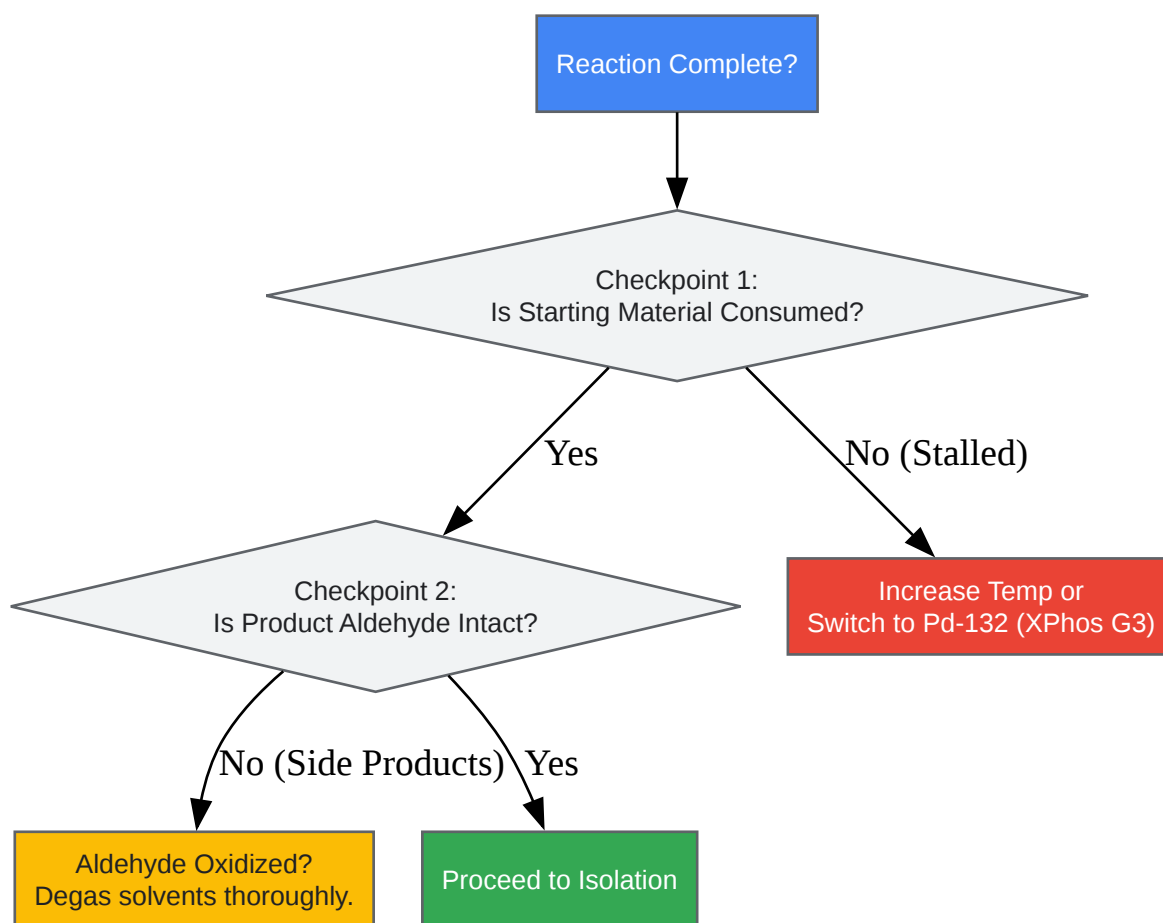 Reaction Complete?
Checkpoint 1:
Is Starting Material Consumed?
Yes
No (Stalled)
Checkpoint 2:
Is Product Aldehyde Intact?
Increase Temp or
Switch to Pd-132 (XPhos G3)
No (Side Products)
Yes
Aldehyde Oxidized?
Degas solvents thoroughly.
Proceed to Isolation